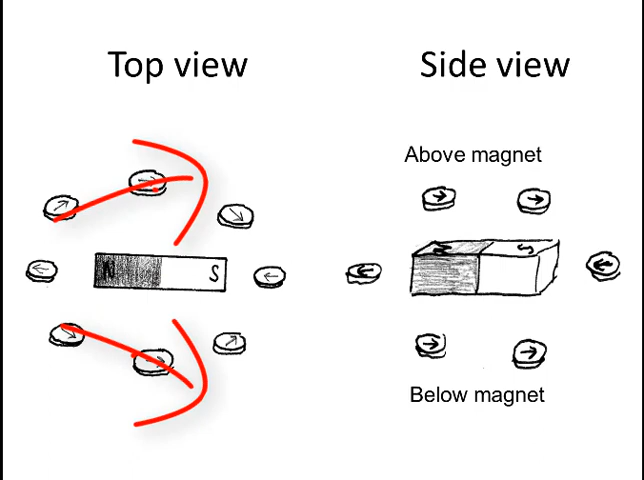 Top view
Side view
Above magnet
N
S
N
S
Below magnet